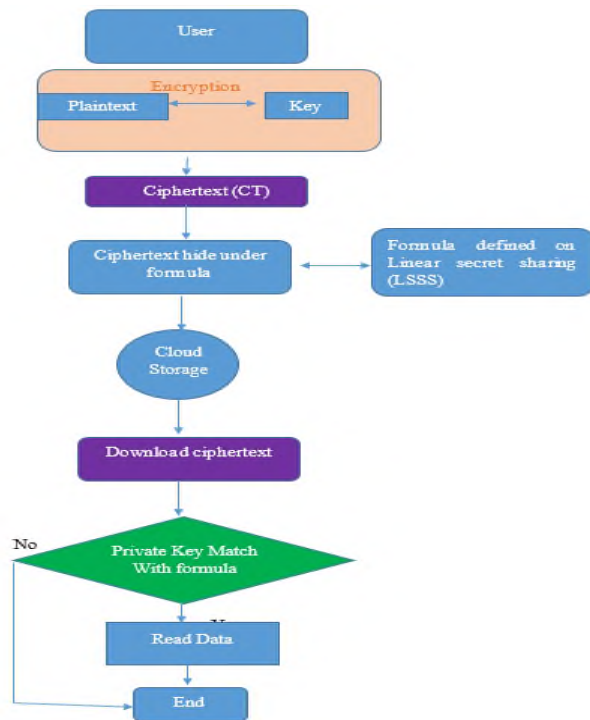 User
Encryption
Plaintext
Key
Ciphertext (CT)
Ciphertext hide under
formula
Formula defined on
Linear secret sharing
(LSSS)
Cloud
Storage
Download ciphertext
No
Private Key Match
With formula
Read Data
End